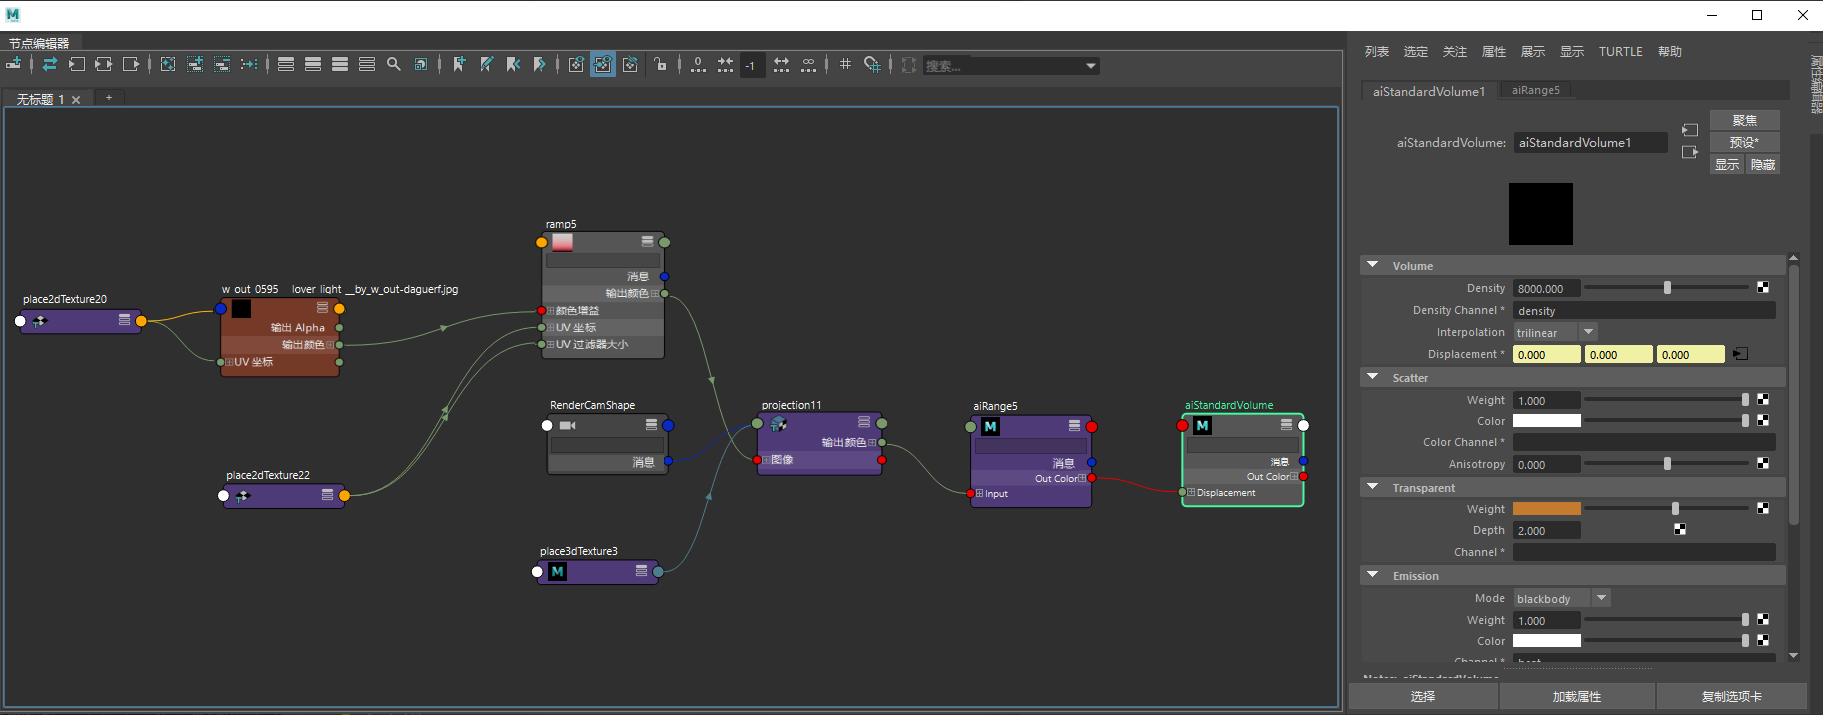 M
节点编辑器
0
-1
∞
搜索...
无标题 1 ×
+
ramp5
消息
输出颜色
颜色增益
UV 坐标
UV 过滤器大小
place2dTexture20
w_out_0595__lover_light__by_w_out-daguerf.jpg
输出 Alpha
输出颜色
UV 坐标
RenderCamShape
消息
place2dTexture22
place3dTexture3
M
projection11
输出颜色
图像
aiRange5
M
消息
Out Color
Input
aiStandardVolume
M
消息
Out Color
Displacement
列表 选定 关注 属性 展示 显示 TURTLE 帮助
属性编辑器
aiStandardVolume1 aiRange5
聚焦
aiStandardVolume: aiStandardVolume1
预设*
显示 隐藏
Volume
Density 8000.000
Density Channel * density
Interpolation trilinear
Displacement * 0.000 0.000 0.000
Scatter
Weight 1.000
Color
Color Channel *
Anisotropy 0.000
Transparent
Weight
Depth 2.000
Channel *
Emission
Mode blackbody
Weight 1.000
Color
Channel * heat
Notes: aiStandardVolume
选择 加载属性 复制选项卡